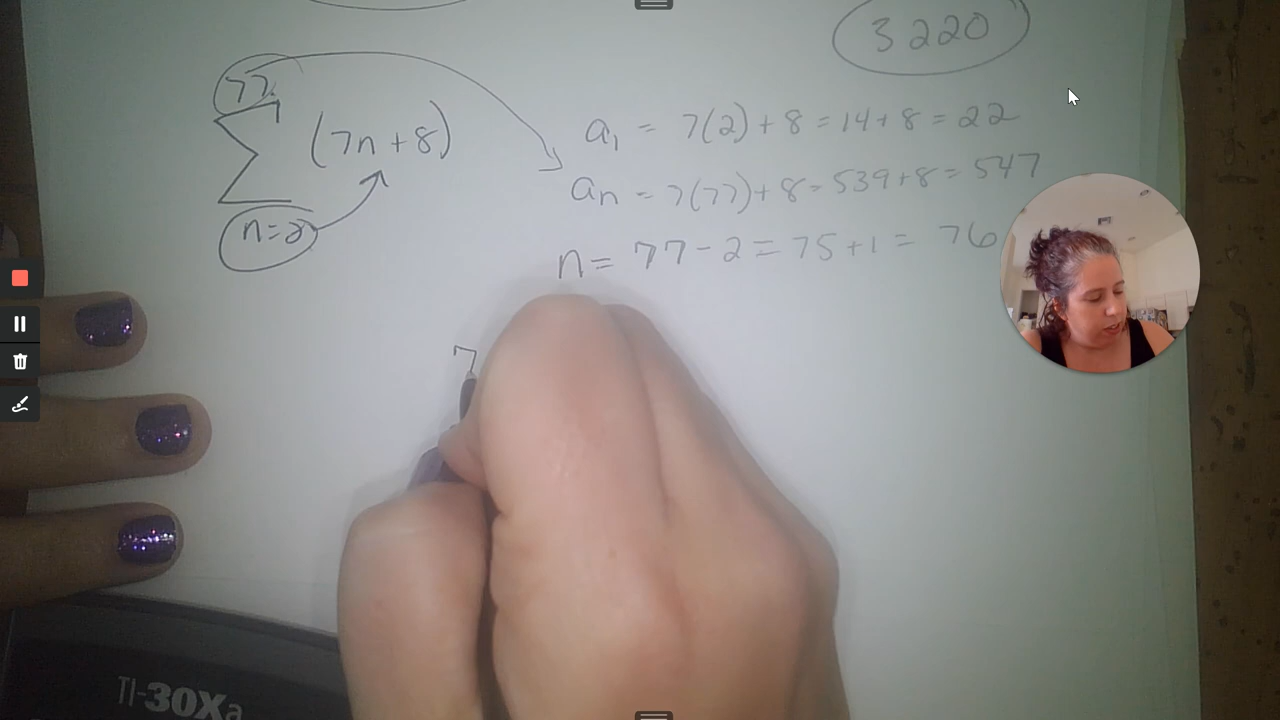 3220
77
∑ (7n+8)
n=2
a₁ = 7(2)+8=14+8=22
aₙ = 7(77)+8=539+8=547
n= 77-2=75+1= 76
7
TI-30Xa